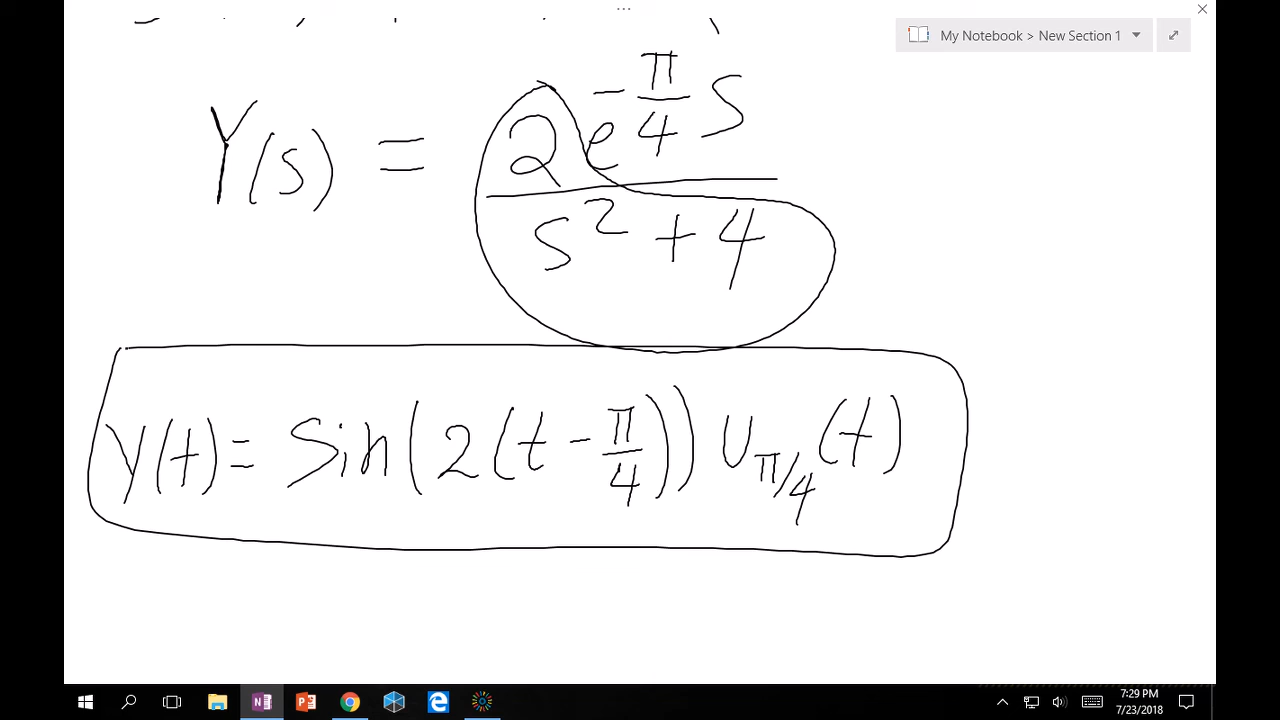 My Notebook > New Section 1
Y(s) = 2e^{-π/4 s} / s² + 4
y(t) = Sin(2(t - π/4)) U_{π/4}(t)
7:29 PM
7/23/2018